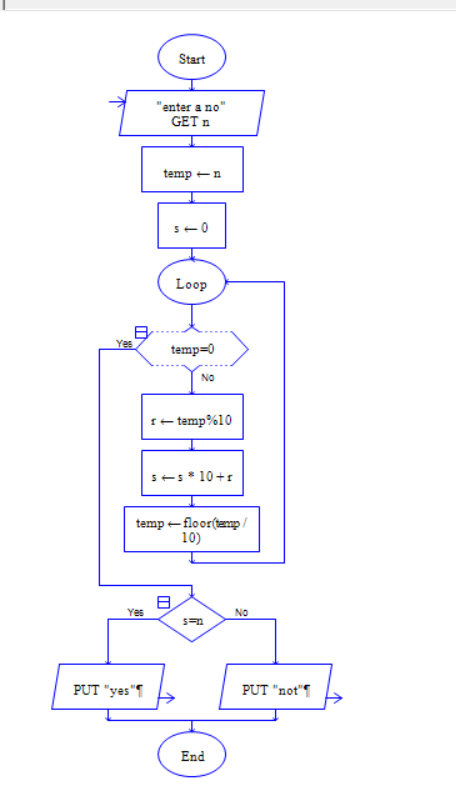 Start
"enter a no"
GET n
temp ← n
s ← 0
Loop
Yes
temp=0
No
r ← temp%10
s ← s * 10 + r
temp ← floor(temp /
10)
Yes
No
s=n
PUT "yes"¶
PUT "not"¶
End